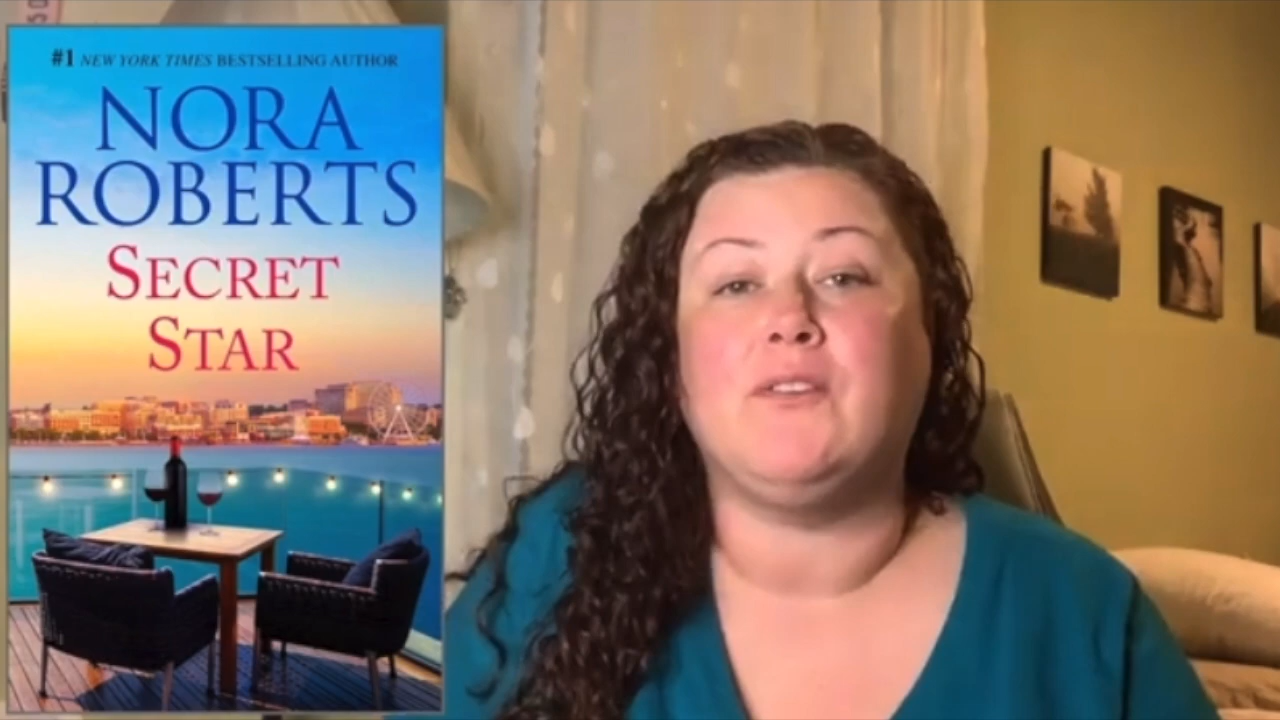 #1 NEW YORK TIMES BESTSELLING AUTHOR
NORA
ROBERTS
SECRET
STAR